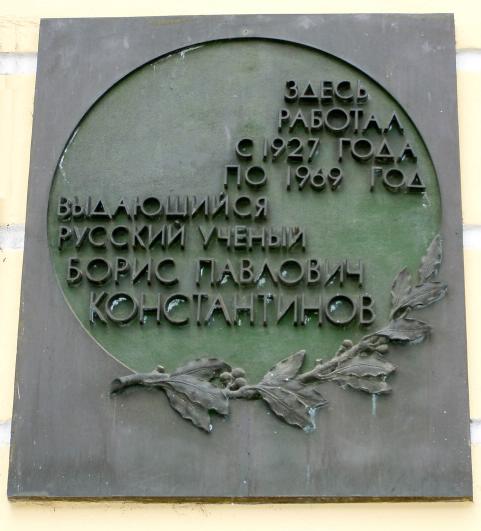 ЗДЕСЬ
РАБОТАЛ
С 1927 ГОДА
ПО 1969 ГОД
ВЫДАЮЩИЙСЯ
РУССКИЙ УЧЕНЫЙ
БОРИС ПАВЛОВИЧ
КОНСТАНТИНОВ